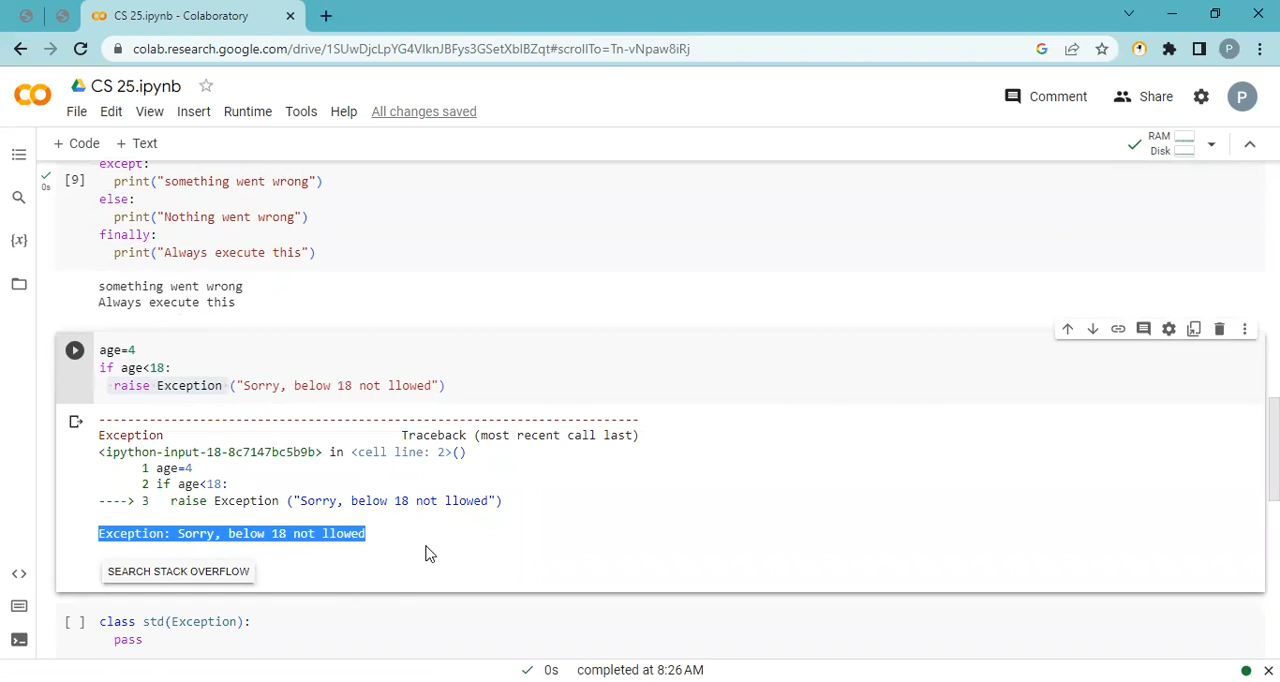 CS 25.ipynb - Colaboratory
colab.research.google.com/drive/1SUwDjcLpYG4VIknJBFys3GSetXblBZqt#scrollTo=Tn-vNpaw8iRj
P
CS 25.ipynb
Comment
Share
P
File Edit View Insert Runtime Tools Help All changes saved
+ Code + Text
RAM
Disk
except:
[9] print("something went wrong")
0s
else:
print("Nothing went wrong")
finally:
print("Always execute this")
something went wrong
Always execute this
age=4
if age<18:
raise Exception ("Sorry, below 18 not llowed")
---------------------------------------------------------------------------
Exception Traceback (most recent call last)
<ipython-input-18-8c7147bc5b9b> in <cell line: 2>()
1 age=4
2 if age<18:
----> 3 raise Exception ("Sorry, below 18 not llowed")
Exception: Sorry, below 18 not llowed
SEARCH STACK OVERFLOW
[ ] class std(Exception):
pass
0s completed at 8:26 AM